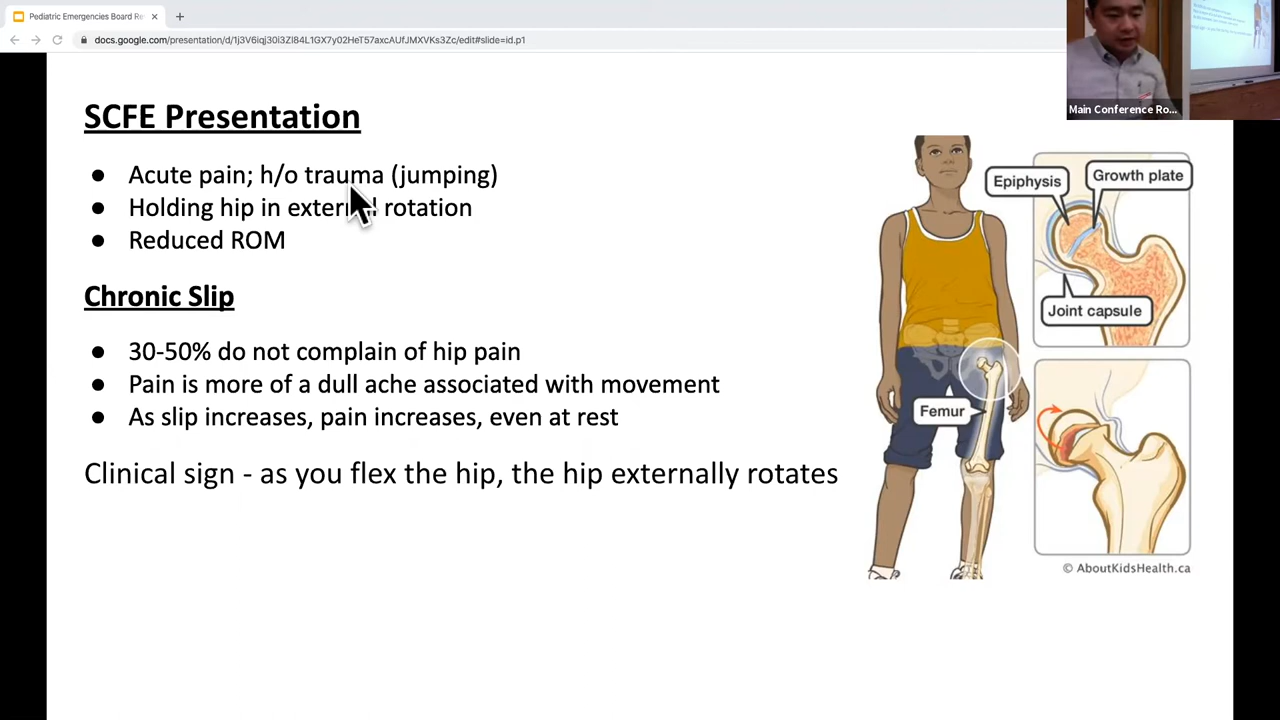 Pediatric Emergencies Board Re
docs.google.com/presentation/d/1j3V6iqj30i3ZI84L1GX7y02HeT57axcAUfJMXVKs3Zc/edit#slide=id.p1
Main Conference Ro...
SCFE Presentation
● Acute pain; h/o trauma (jumping)
● Holding hip in external rotation
● Reduced ROM
Chronic Slip
● 30-50% do not complain of hip pain
● Pain is more of a dull ache associated with movement
● As slip increases, pain increases, even at rest
Clinical sign - as you flex the hip, the hip externally rotates
Epiphysis
Growth plate
Joint capsule
Femur
© AboutKidsHealth.ca